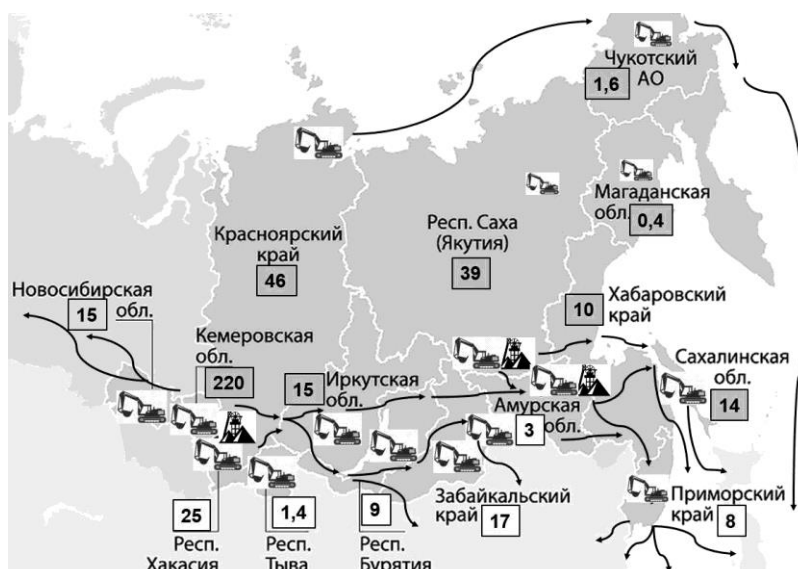 Чукотский
АО
1,6
Магаданская
обл.
0,4
Респ. Саха
(Якутия)
39
Красноярский
край
46
Новосибирская
обл.
15
Кемеровская
обл.
220
Хабаровский
край
10
Иркутская
обл.
15
Сахалинская
обл.
14
Амурская
обл.
3
Забайкальский
край
17
Приморский
край
8
25
Респ.
Хакасия
1,4
Респ.
Тыва
9
Респ.
Бурятия